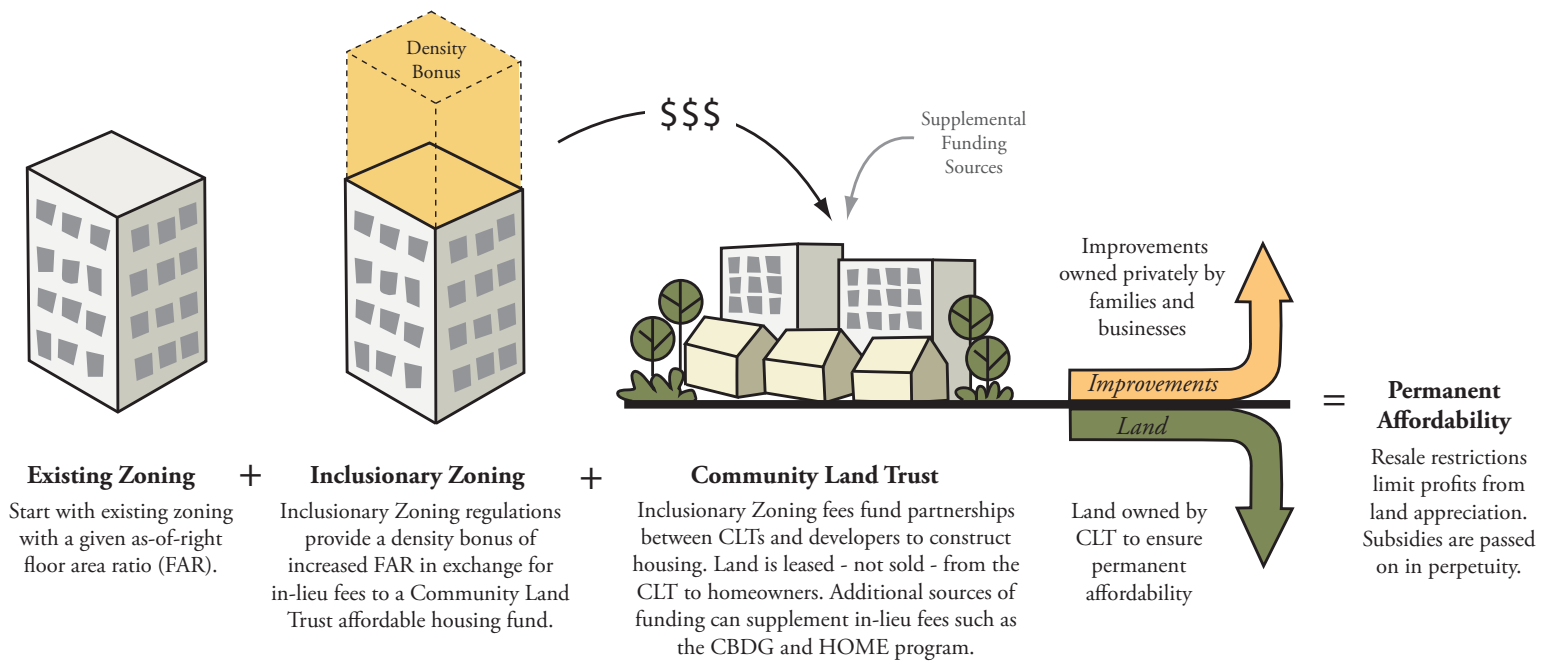 Density
Bonus
$$$
Supplemental
Funding
Sources
Improvements
owned privately by
families and
businesses
Improvements
Land
=
Permanent
Affordability
Resale restrictions
limit profits from
land appreciation.
Subsidies are passed
on in perpetuity.
Existing Zoning
Start with existing zoning
with a given as-of-right
floor area ratio (FAR).
+
Inclusionary Zoning
Inclusionary Zoning regulations
provide a density bonus of
increased FAR in exchange for
in-lieu fees to a Community Land
Trust affordable housing fund.
+
Community Land Trust
Inclusionary Zoning fees fund partnerships
between CLTs and developers to construct
housing. Land is leased - not sold - from the
CLT to homeowners. Additional sources of
funding can supplement in-lieu fees such as
the CBDG and HOME program.
Land owned by
CLT to ensure
permanent
affordability